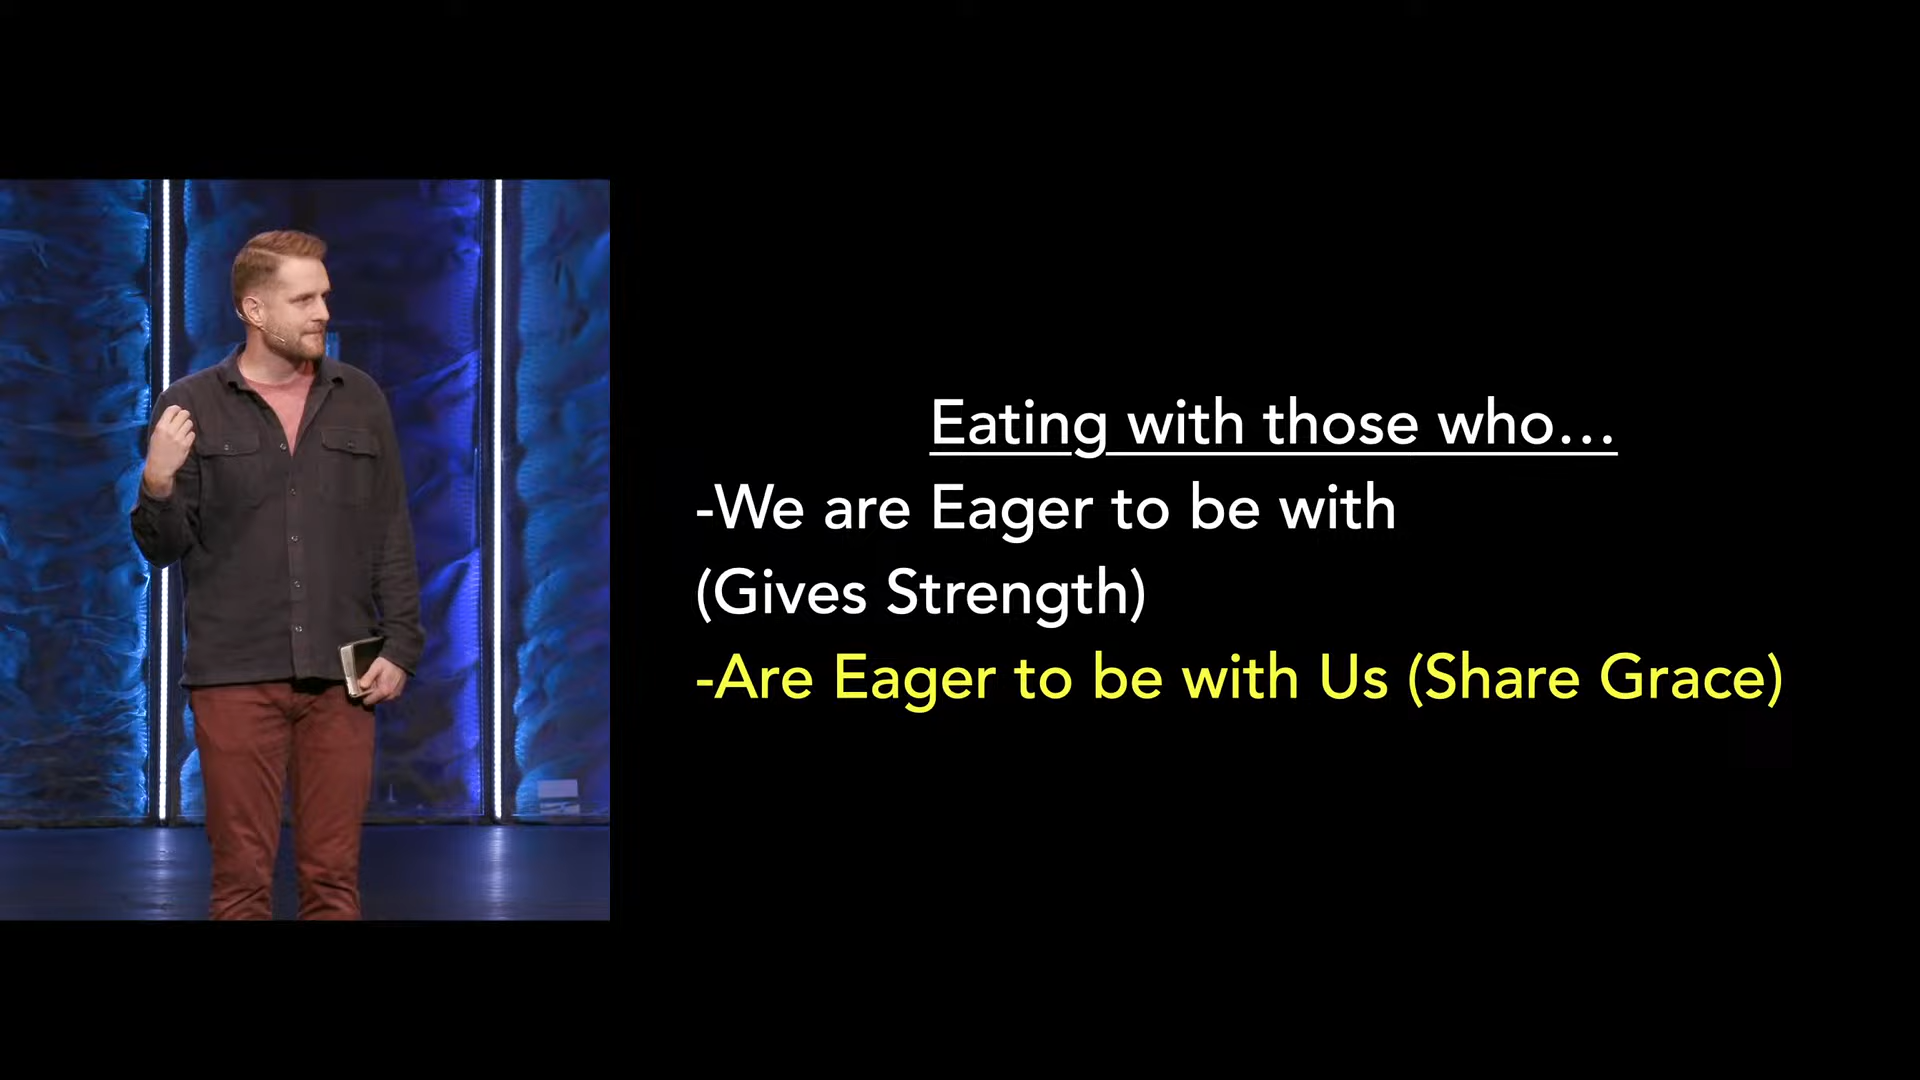 Eating with those who…
-We are Eager to be with
(Gives Strength)
-Are Eager to be with Us (Share Grace)